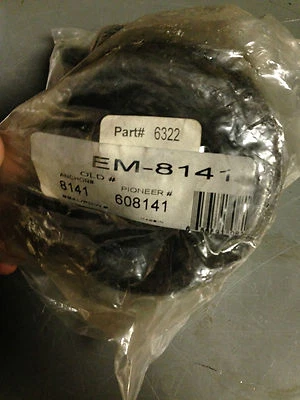 Part# 6322
EM-8141
OLD #
ANCHOR# PIONEER #
8141 608141